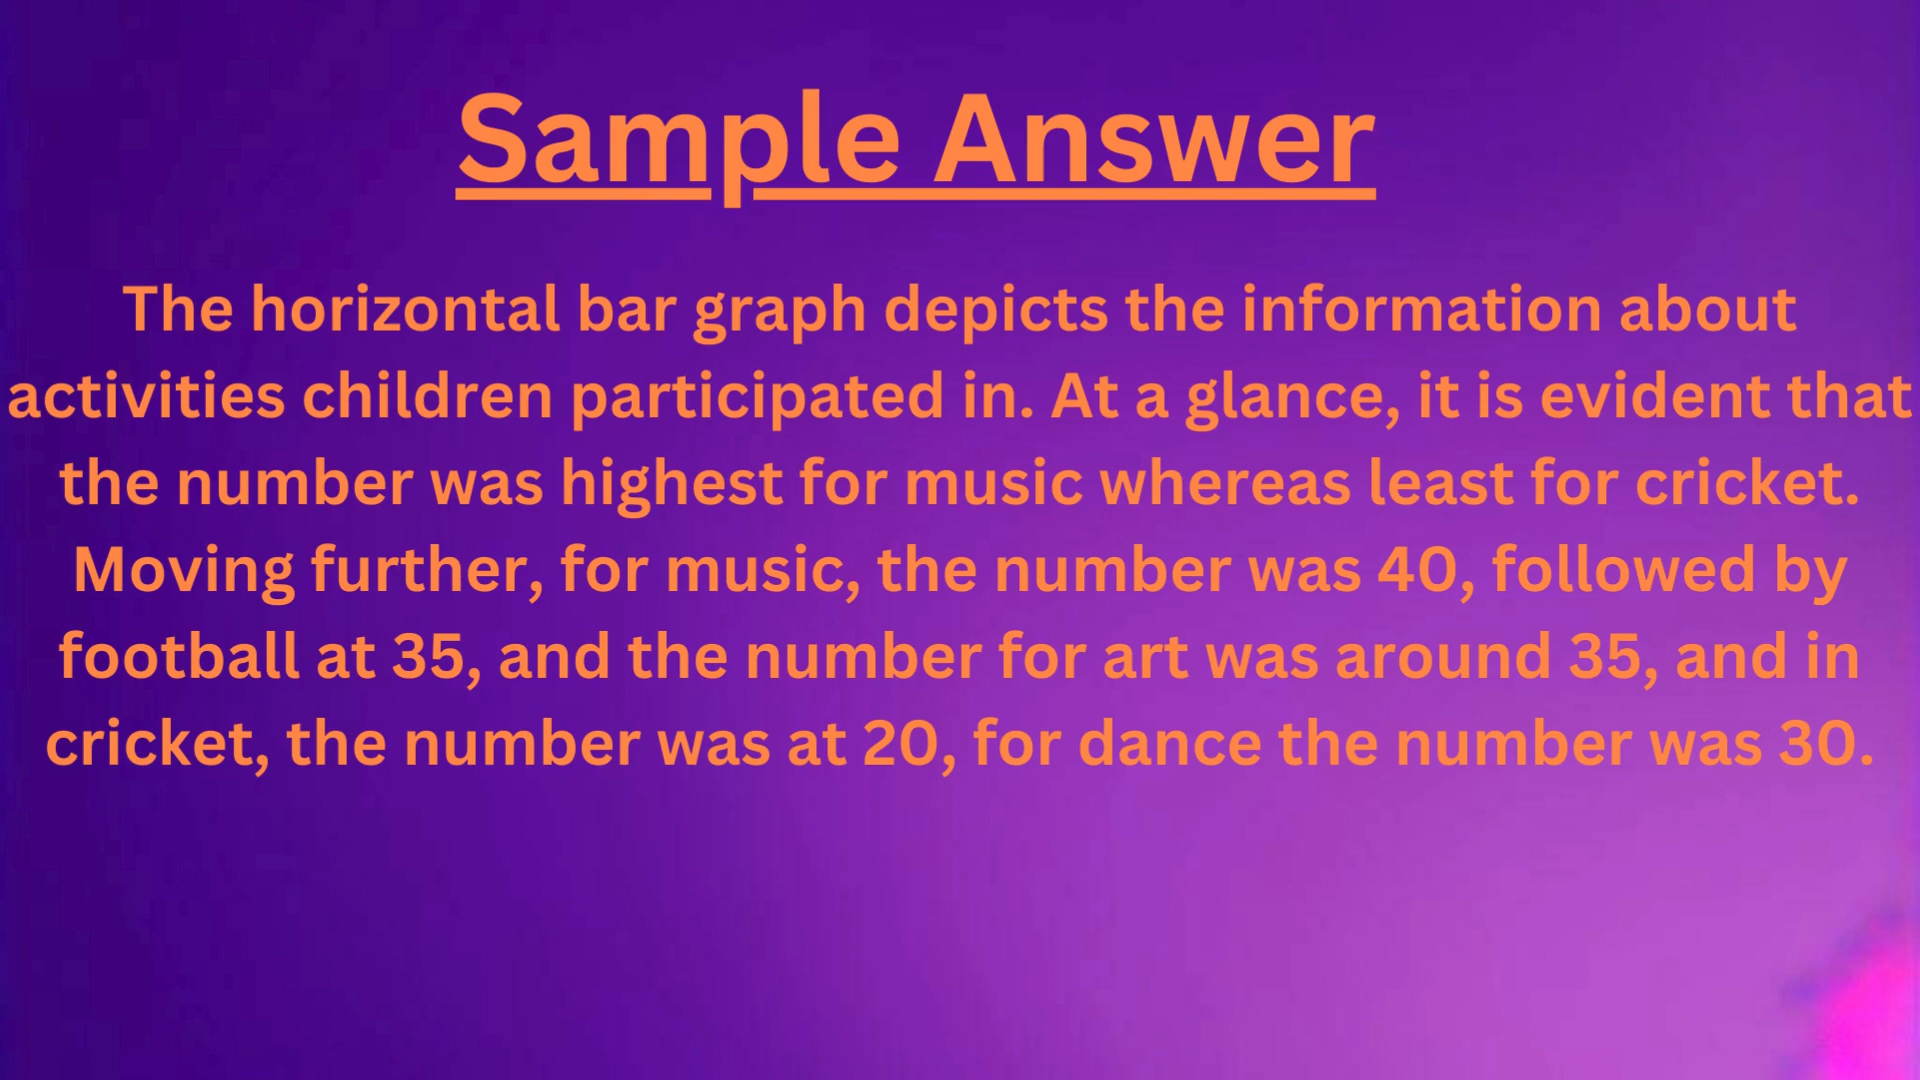 Sample Answer
The horizontal bar graph depicts the information about
activities children participated in. At a glance, it is evident that
the number was highest for music whereas least for cricket.
Moving further, for music, the number was 40, followed by
football at 35, and the number for art was around 35, and in
cricket, the number was at 20, for dance the number was 30.